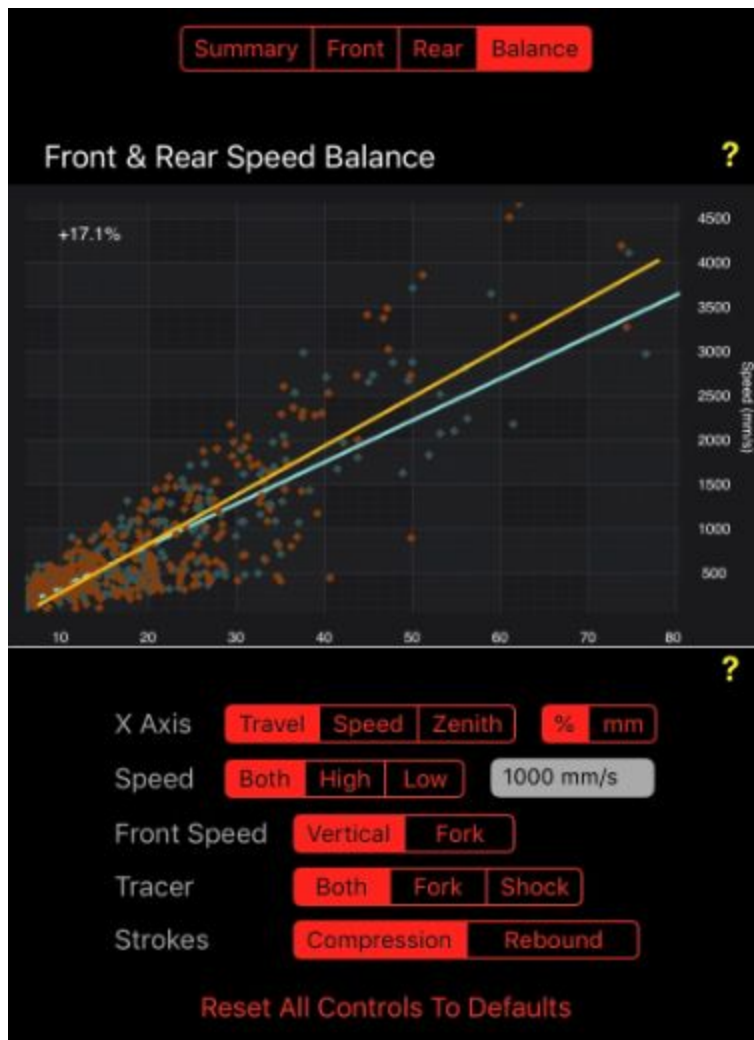 Summary Front Rear Balance
Front & Rear Speed Balance ?
+17.1%
4500
4000
3500
3000
2500
2000
1500
1000
500
Speed (mm/s)
10 20 30 40 50 60 70 80
?
X Axis Travel Speed Zenith % mm
Speed Both High Low 1000 mm/s
Front Speed Vertical Fork
Tracer Both Fork Shock
Strokes Compression Rebound
Reset All Controls To Defaults